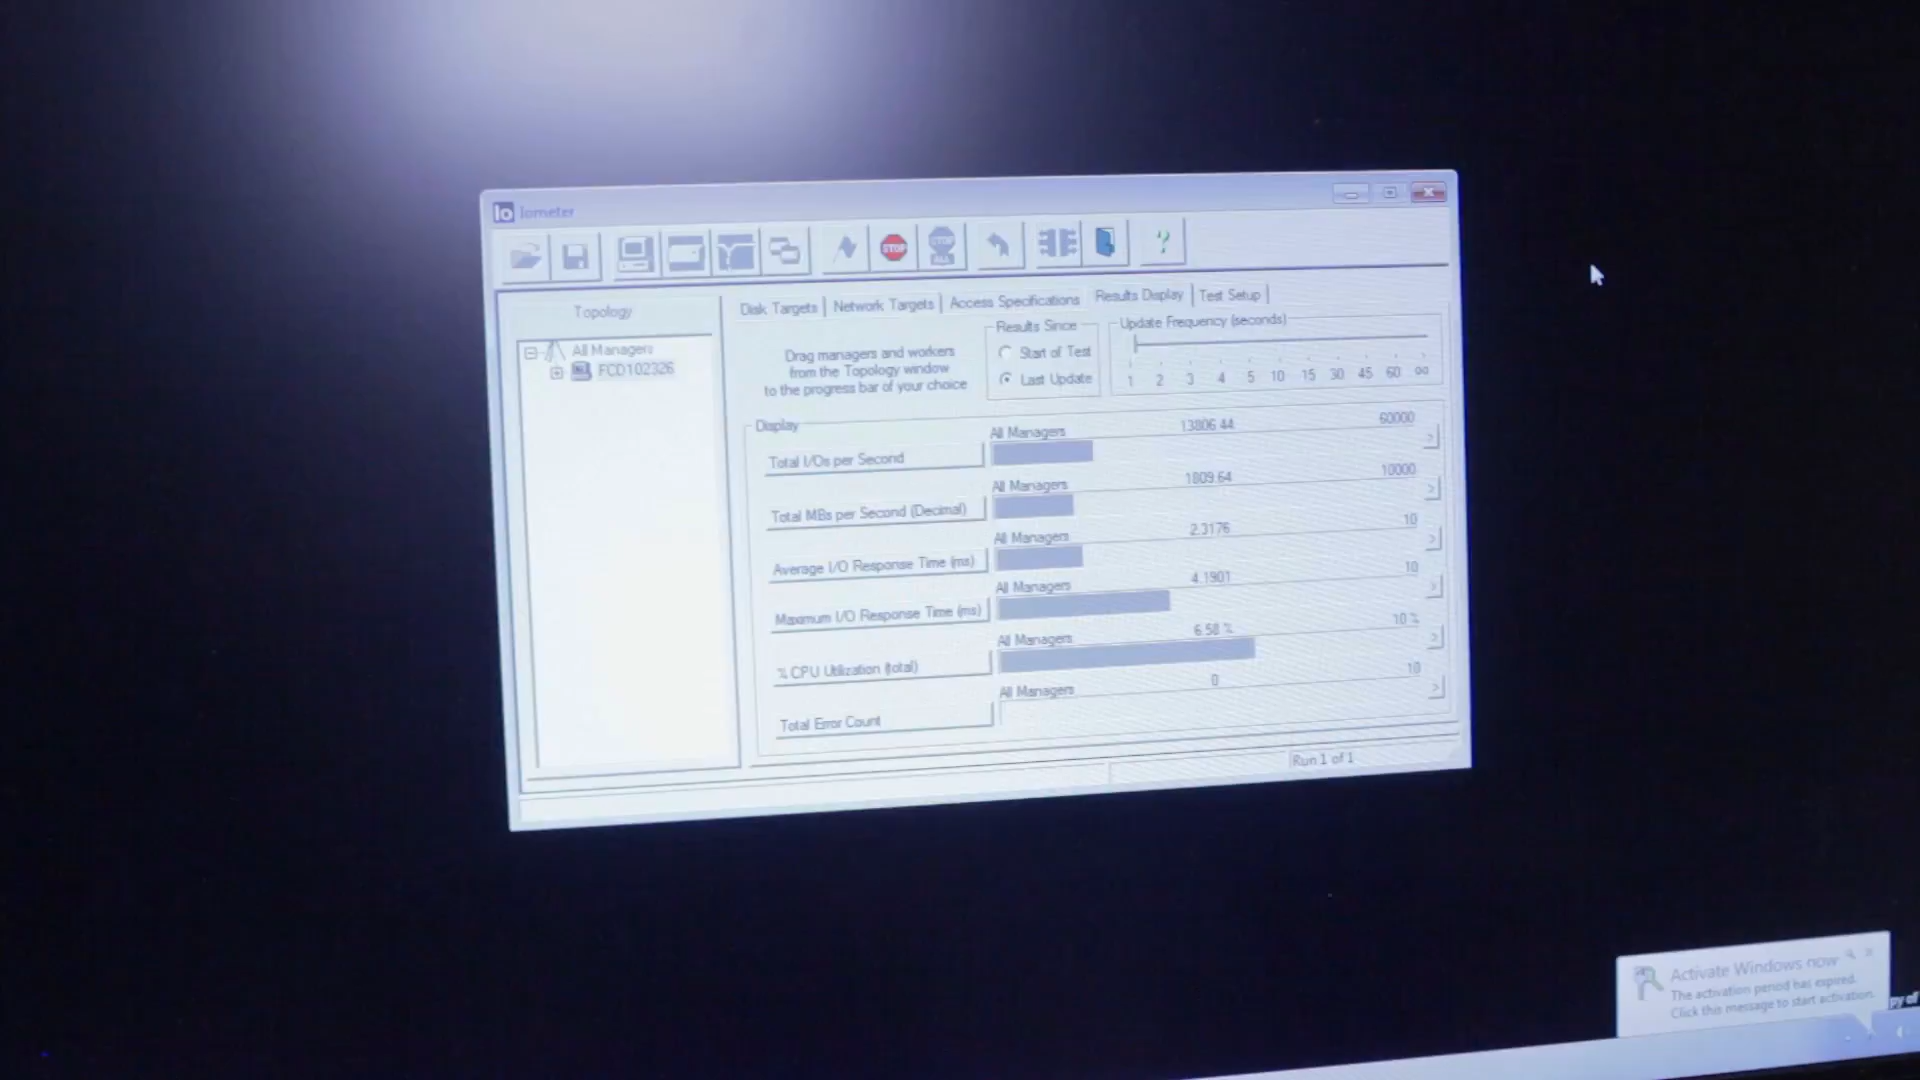 Io Iometer
STOP
STOP ALL
?
Topology
All Managers
FCD102326
Disk Targets
Network Targets
Access Specifications
Results Display
Test Setup
Drag managers and workers
from the Topology window
to the progress bar of your choice
Results Since
Start of Test
Last Update
Update Frequency (seconds)
1 2 3 4 5 10 15 30 45 60 oo
Display
Total I/Os per Second
All Managers 13806.44 60000
>
Total MBs per Second (Decimal)
All Managers 1809.64 10000
>
Average I/O Response Time (ms)
All Managers 2.3176 10
>
Maximum I/O Response Time (ms)
All Managers 4.1901 10
>
% CPU Utilization (total)
All Managers 6.58 % 10 %
>
Total Error Count
All Managers 0 10
>
Run 1 of 1
Activate Windows now
The activation period has expired.
Click this message to start activation.
py of